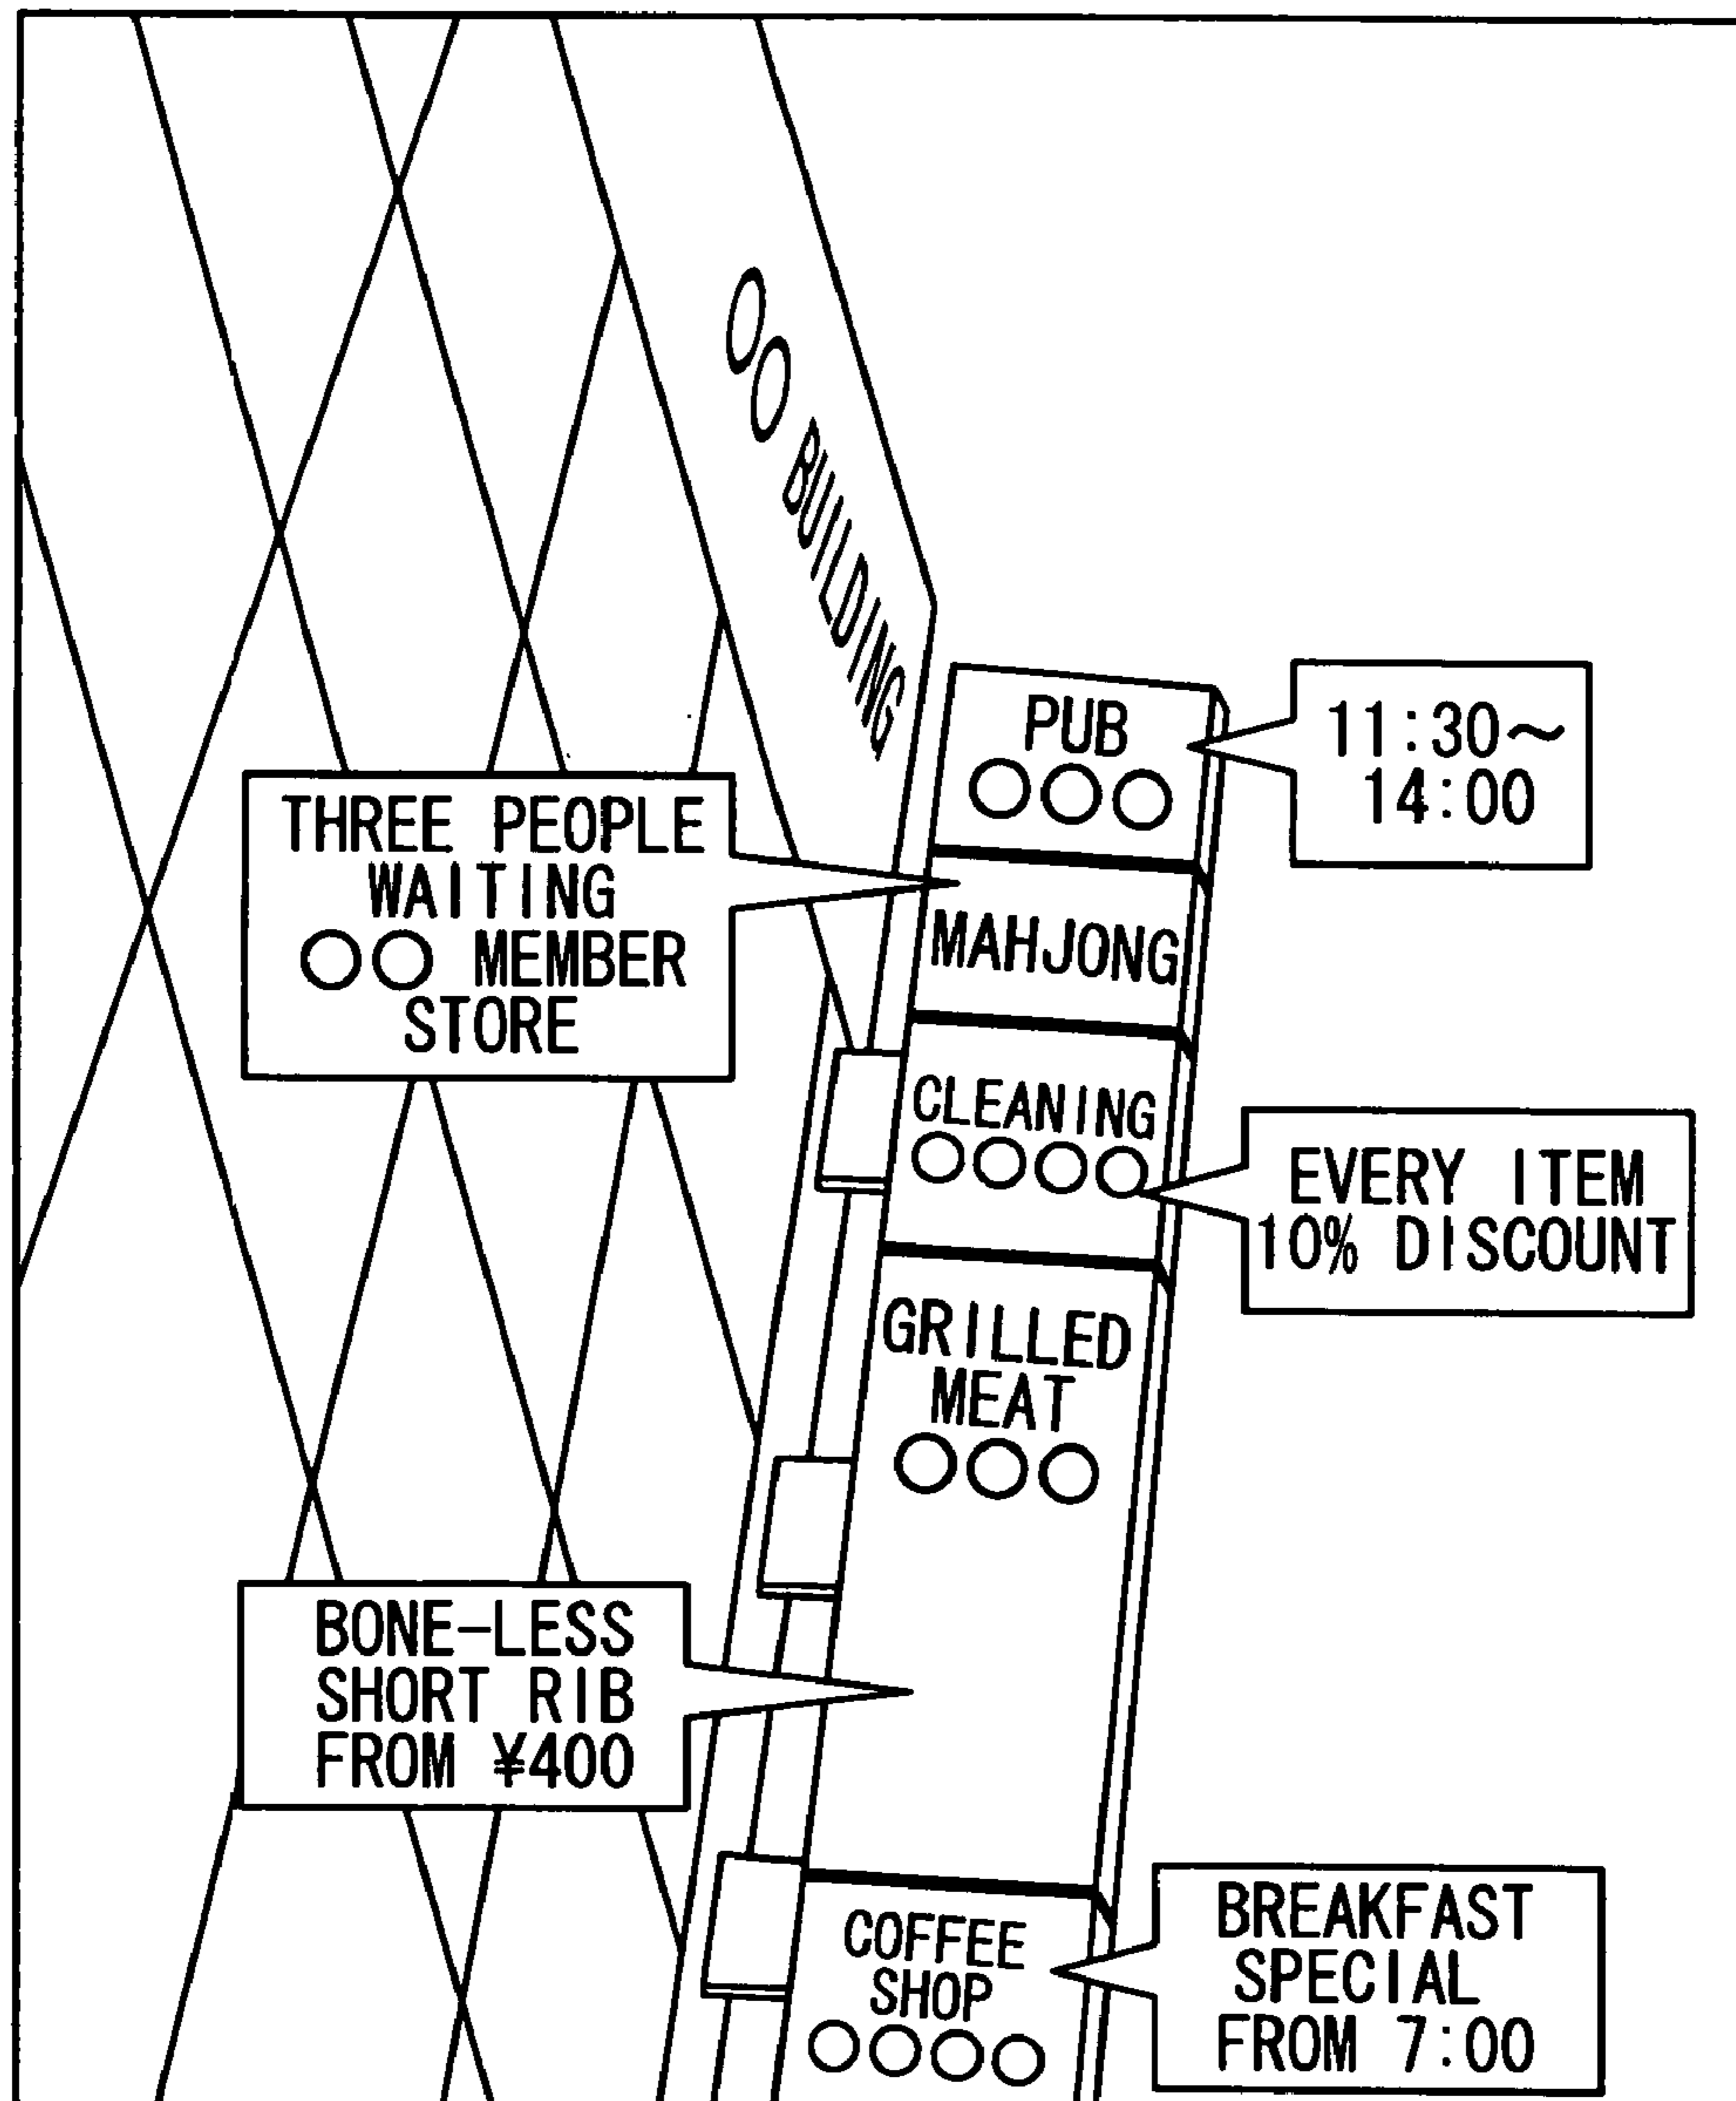 ○○ BUILDING
PUB
○○○
11:30～
14:00
THREE PEOPLE
WAITING
○○ MEMBER
STORE
MAHJONG
CLEANING
○○○○
EVERY ITEM
10% DISCOUNT
GRILLED
MEAT
○○○
BONE-LESS
SHORT RIB
FROM ¥400
COFFEE
SHOP
○○○○
BREAKFAST
SPECIAL
FROM 7:00